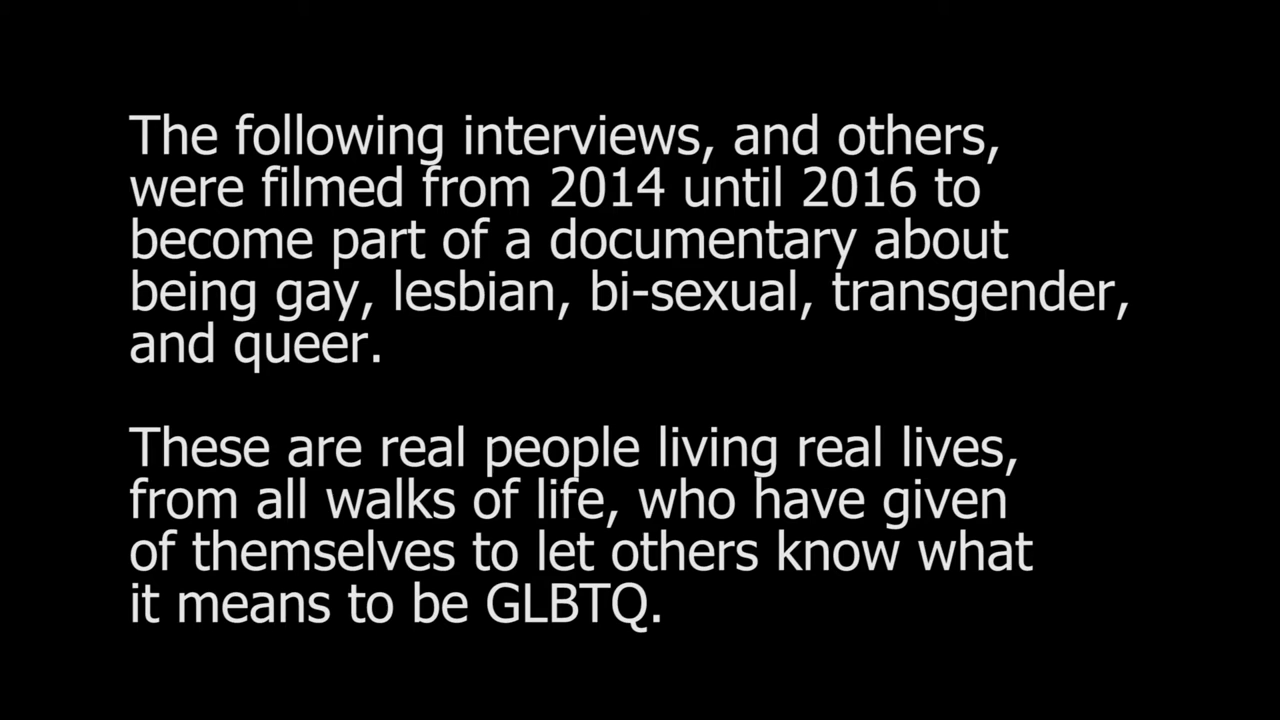 The following interviews, and others,
were filmed from 2014 until 2016 to
become part of a documentary about
being gay, lesbian, bi-sexual, transgender,
and queer.
These are real people living real lives,
from all walks of life, who have given
of themselves to let others know what
it means to be GLBTQ.